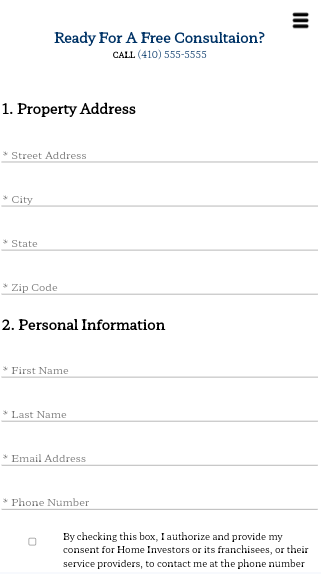 Ready For A Free Consultaion?
CALL (410) 555-5555
1. Property Address
* Street Address
* City
* State
* Zip Code
2. Personal Information
* First Name
* Last Name
* Email Address
* Phone Number
By checking this box, I authorize and provide my
consent for Home Investors or its franchisees, or their
service providers, to contact me at the phone number